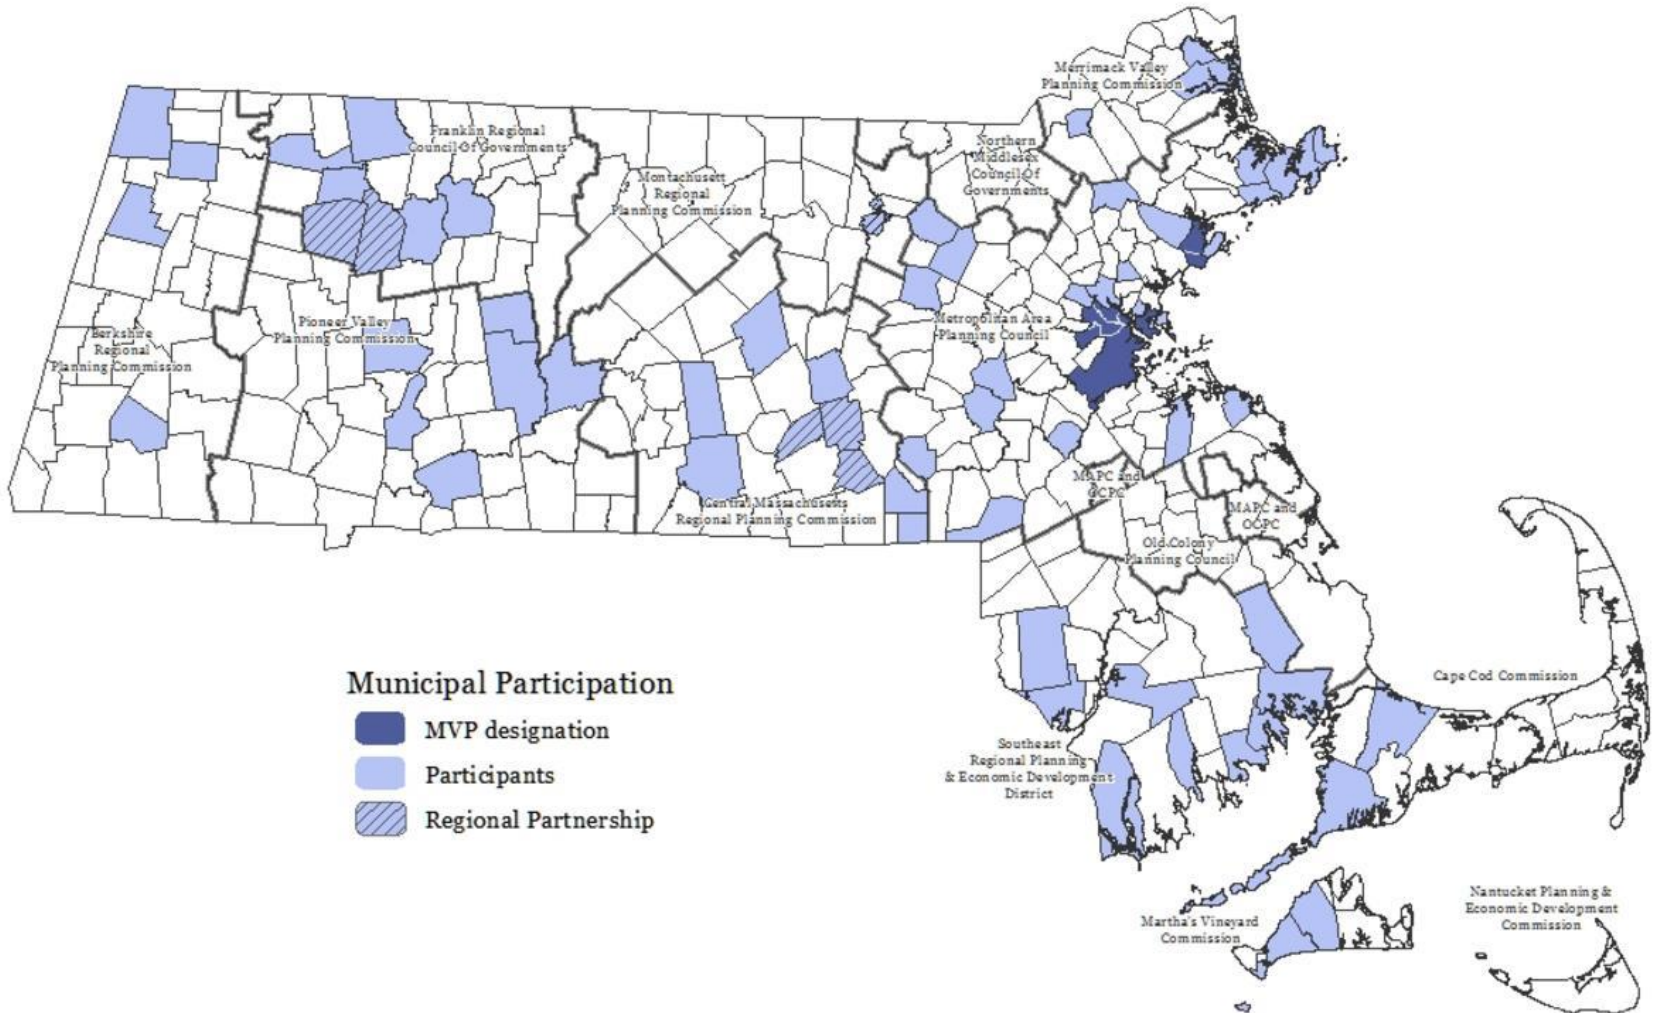 Merrimack Valley
Planning Commission
Franklin Regional
Council Of Governments
Northern
Middlesex
Council Of
Governments
Montachusett
Regional
Planning Commission
Metropolitan Area
Planning Council
Pioneer Valley
Planning Commission
Berkshire
Regional
Planning Commission
MAPC and
OCPC
Central Massachusetts
Regional Planning Commission
MAPC and
OCPC
Old Colony
Planning Council
Cape Cod Commission
Municipal Participation
MVP designation
Participants
Regional Partnership
Southeast
Regional Planning
& Economic Development
District
Martha's Vineyard
Commission
Nantucket Planning &
Economic Development
Commission